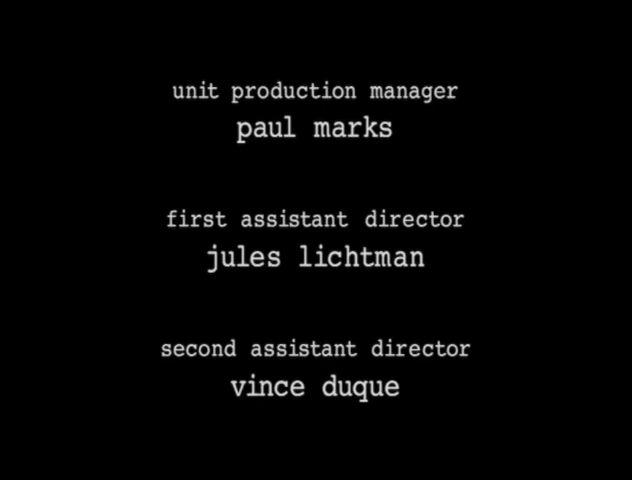 unit production manager
paul marks
first assistant director
jules lichtman
second assistant director
vince duque